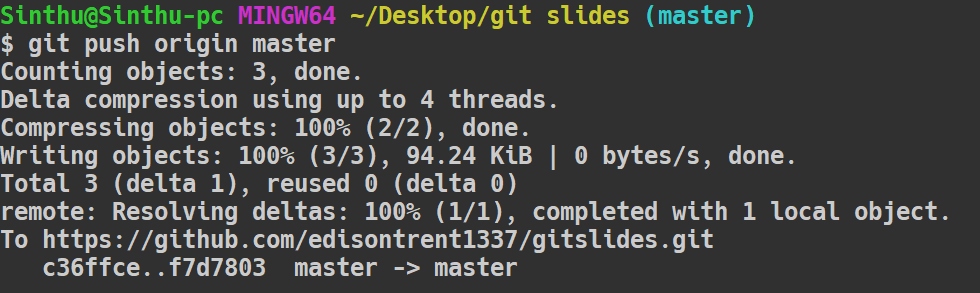 Sinthu@Sinthu-pc MINGW64 ~/Desktop/git slides (master)
$ git push origin master
Counting objects: 3, done.
Delta compression using up to 4 threads.
Compressing objects: 100% (2/2), done.
Writing objects: 100% (3/3), 94.24 KiB | 0 bytes/s, done.
Total 3 (delta 1), reused 0 (delta 0)
remote: Resolving deltas: 100% (1/1), completed with 1 local object.
To https://github.com/edisontrent1337/gitslides.git
   c36ffce..f7d7803  master -> master